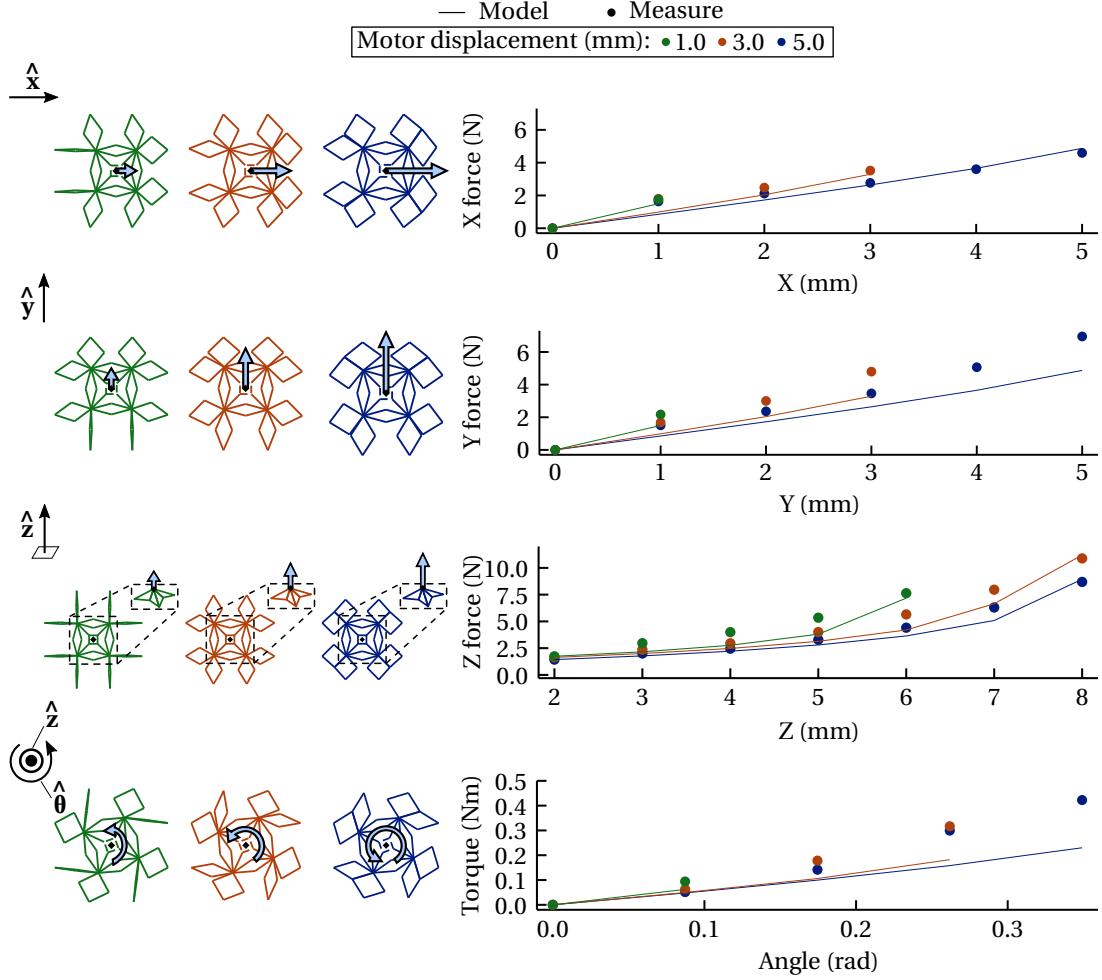 Model Measure
Motor displacement (mm): 1.0 3.0 5.0
x̂
X force (N)
6
4
2
0
0 1 2 3 4 5
X (mm)
ŷ
Y force (N)
6
4
2
0
0 1 2 3 4 5
Y (mm)
ẑ
Z force (N)
10.0
7.5
5.0
2.5
0.0
2 3 4 5 6 7 8
Z (mm)
ẑ
θ̂
Torque (Nm)
0.5
0.4
0.3
0.2
0.1
0.0
0.0 0.1 0.2 0.3
Angle (rad)